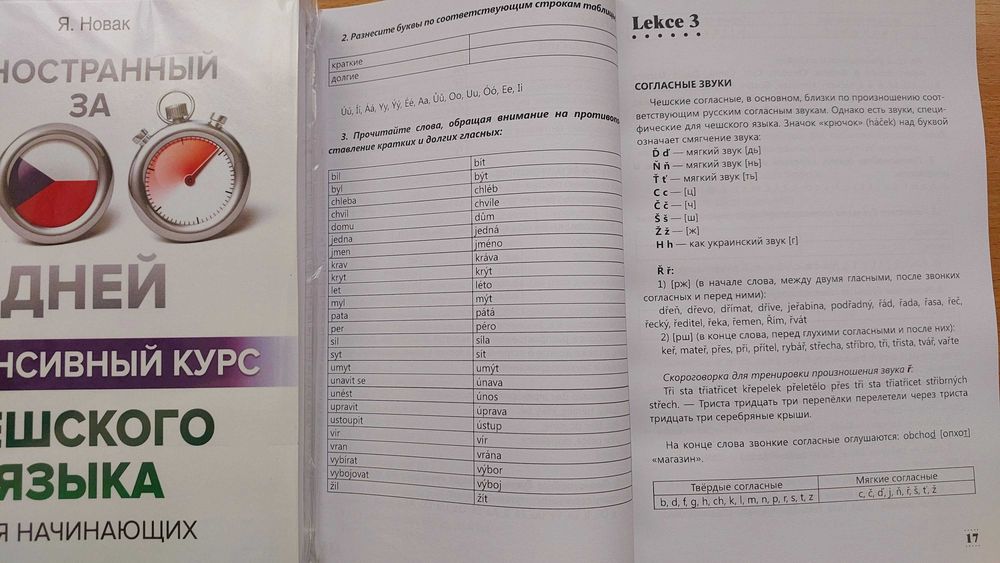 Я. Новак
НОСТРАННЫЙ
ЗА
ДНЕЙ
НСИВНЫЙ КУРС
ЕШСКОГО
ЯЗЫКА
Я НАЧИНАЮЩИХ
2. Разнесите буквы по соответствующим строкам таблицы
краткие
долгие
Úú, Íí, Áá, Yy, Ýý, Éé, Aa, Ůů, Oo, Uu, Óó, Ee, Ii
3. Прочитайте слова, обращая внимание на противопо
ставление кратких и долгих гласных:
bil bít
byl být
chleba chléb
chvil chvíle
domu dům
jedna jedná
jmen jméno
krav kráva
kryt krýt
let léto
myl mýt
pata pátá
per péro
sil síla
syt sít
umyt umýt
unavit se únava
unést únos
upravit úprava
ustoupit ústup
vir vír
vran vrána
vybírat výbor
vybojovat výboj
žil žít
Lekce 3
СОГЛАСНЫЕ ЗВУКИ
Чешские согласные, в основном, близки по произношению соот-
ветствующим русским согласным звукам. Однако есть звуки, специ-
фические для чешского языка. Значок «крючок» (háček) над буквой
означает смягчение звука:
Ď ď — мягкий звук [дь]
Ň ň — мягкий звук [нь]
Ť ť — мягкий звук [ть]
C c — [ц]
Č č — [ч]
Š š — [ш]
Ž ž — [ж]
H h — как украинский звук [г]
Ř ř:
1) [рж] (в начале слова, между двумя гласными, после звонких
согласных и перед ними):
dřeň, dřevo, dřímat, dříve, jeřabina, podřadný, řád, řada, řasa, řeč,
řecký, ředitel, řeka, řemen, Řím, řvát
2) [рш] (в конце слова, перед глухими согласными и после них):
keř, mateř, přes, při, přítel, rybář, střecha, stříbro, tři, třista, tvář, vařte
Скороговорка для тренировки произношения звука ř:
Tři sta třiatřicet křepelek přeletělo přes tři sta třiatřicet stříbrných
střech. — Триста тридцать три перепёлки перелетели через триста
тридцать три серебряные крыши.
На конце слова звонкие согласные оглушаются: obchod [опхот]
«магазин».
Твёрдые согласные Мягкие согласные
b, d, f, g, h, ch, k, l, m, n, p, r, s, t, z c, č, ď, j, ň, ř, š, ť, ž
17